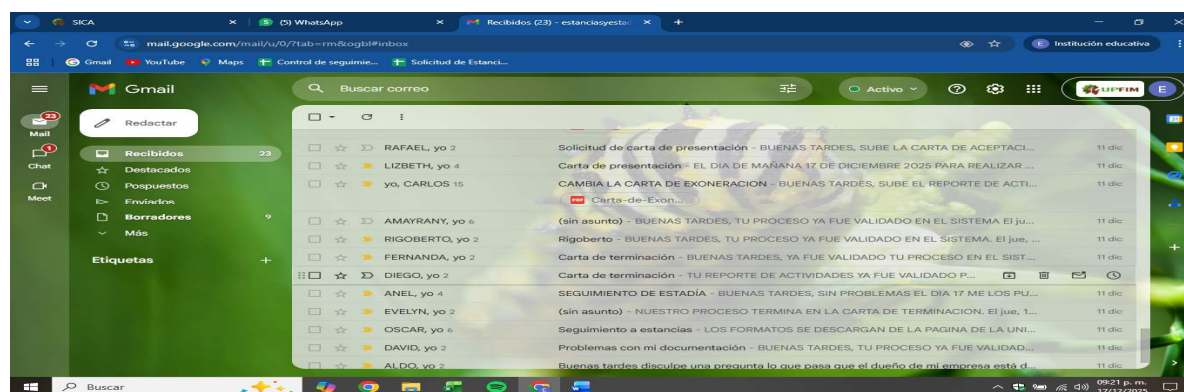 SICA
(5) WhatsApp
Recibidos (23) - estanciasyestac
mail.google.com/mail/u/0/?tab=rm&ogbl#inbox
Institución educativa
Gmail
YouTube
Maps
Control de seguimie...
Solicitud de Estanci...
Gmail
Buscar correo
Activo
UPFIM
E
23
Mail
Redactar
Recibidos 23
1
Chat
Destacados
Pospuestos
Meet
Enviados
Borradores 9
Más
Etiquetas
RAFAEL, yo 2 Solicitud de carta de presentación - BUENAS TARDES, SUBE LA CARTA DE ACEPTACI... 11 dic
LIZBETH, yo 4 Carta de presentación - EL DIA DE MAÑANA 17 DE DICIEMBRE 2025 PARA REALIZAR ... 11 dic
yo, CARLOS 15 CAMBIA LA CARTA DE EXONERACION - BUENAS TARDES, SUBE EL REPORTE DE ACTI... 11 dic
PDF Carta-de-Exon...
AMAYRANY, yo 6 (sin asunto) - BUENAS TARDES, TU PROCESO YA FUE VALIDADO EN EL SISTEMA El ju... 11 dic
RIGOBERTO, yo 2 Rigoberto - BUENAS TARDES, TU PROCESO YA FUE VALIDADO EN EL SISTEMA. El jue, ... 11 dic
FERNANDA, yo 2 Carta de terminación - BUENAS TARDES, YA FUE VALIDADO TU PROCESO EN EL SIST... 11 dic
DIEGO, yo 2 Carta de terminación - TU REPORTE DE ACTIVIDADES YA FUE VALIDADO P...
ANEL, yo 4 SEGUIMIENTO DE ESTADÍA - BUENAS TARDES, SIN PROBLEMAS EL DIA 17 ME LOS PU... 11 dic
EVELYN, yo 2 (sin asunto) - NUESTRO PROCESO TERMINA EN LA CARTA DE TERMINACION. El jue, 1... 11 dic
OSCAR, yo 6 Seguimiento a estancias - LOS FORMATOS SE DESCARGAN DE LA PAGINA DE LA UNI... 11 dic
DAVID, yo 2 Problemas con mi documentación - BUENAS TARDES, TU PROCESO YA FUE VALIDAD... 11 dic
ALDO, yo 2 Buenas tardes disculpe una pregunta lo que pasa que el dueño de mi empresa está d... 11 dic
Buscar
09:21 p. m.
17/12/2025